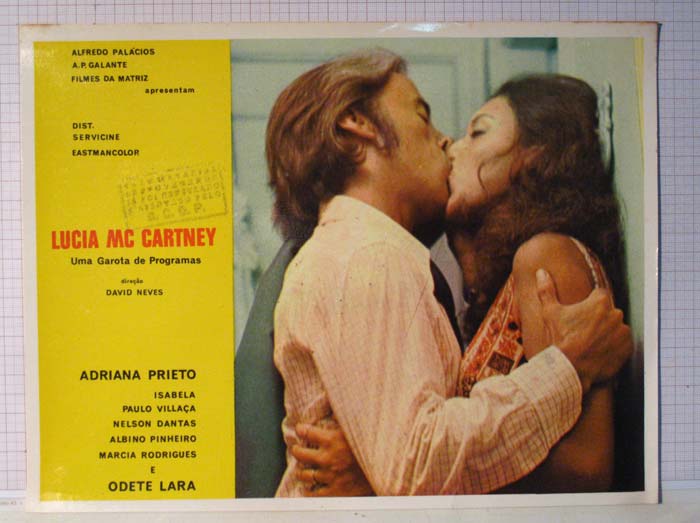 ALFREDO PALÁCIOS
A.P. GALANTE
FILMES DA MATRIZ
apresentam
DIST.
SERVICINE
EASTMANCOLOR
LUCIA MC CARTNEY
Uma Garota de Programas
direção
DAVID NEVES
ADRIANA PRIETO
ISABELA
PAULO VILLAÇA
NELSON DANTAS
ALBINO PINHEIRO
MARCIA RODRIGUES
E
ODETE LARA